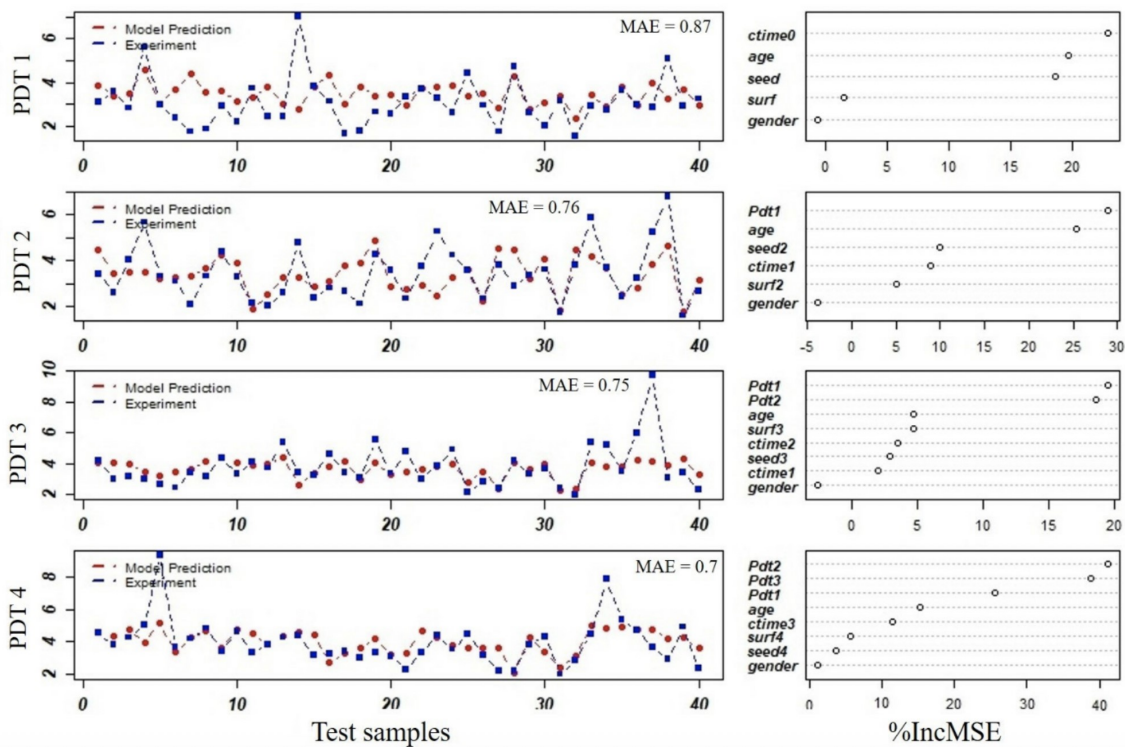 PDT 1
6
4
2
Model Prediction
Experiment
MAE = 0.87
0 10 20 30 40
ctime0
age
seed
surf
gender
0 5 10 15 20
PDT 2
6
4
2
Model Prediction
Experiment
MAE = 0.76
0 10 20 30 40
Pdt1
age
seed2
ctime1
surf2
gender
-5 0 5 10 15 20 25 30
PDT 3
10
8
6
4
2
Model Prediction
Experiment
MAE = 0.75
0 10 20 30 40
Pdt1
Pdt2
age
surf3
ctime2
seed3
ctime1
gender
0 5 10 15 20
PDT 4
8
6
4
2
Model Prediction
Experiment
MAE = 0.7
0 10 20 30 40
Pdt2
Pdt3
Pdt1
age
ctime3
surf4
seed4
gender
0 10 20 30 40
Test samples
%IncMSE